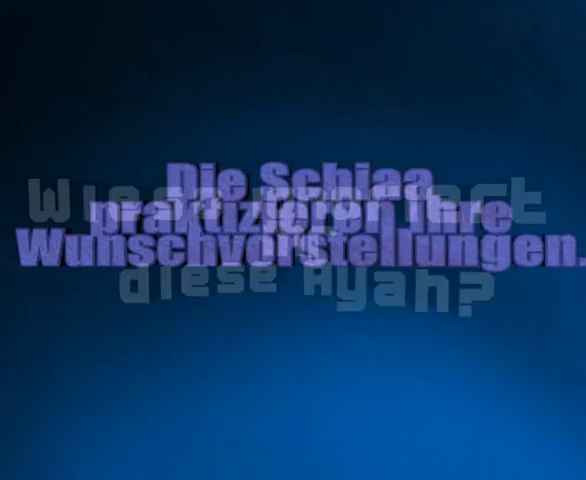 Die Schiaa
praktizieren ihre
Wunschvorstellungen.
diese Ayah?